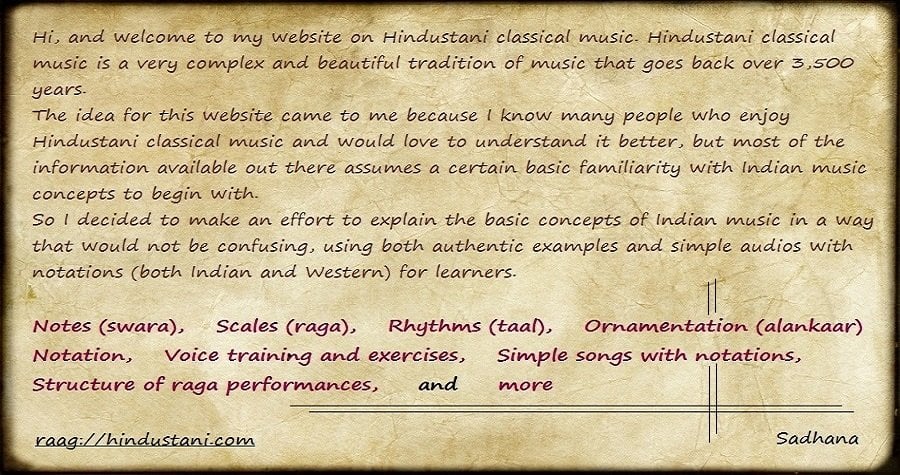 Hi, and welcome to my website on Hindustani classical music. Hindustani classical
music is a very complex and beautiful tradition of music that goes back over 3,500
years.
The idea for this website came to me because I know many people who enjoy
Hindustani classical music and would love to understand it better, but most of the
information available out there assumes a certain basic familiarity with Indian music
concepts to begin with.
So I decided to make an effort to explain the basic concepts of Indian music in a way
that would not be confusing, using both authentic examples and simple audios with
notations (both Indian and Western) for learners.
Notes (swara), Scales (raga), Rhythms (taal), Ornamentation (alankaar)
Notation, Voice training and exercises, Simple songs with notations,
Structure of raga performances, and more
raag://hindustani.com Sadhana